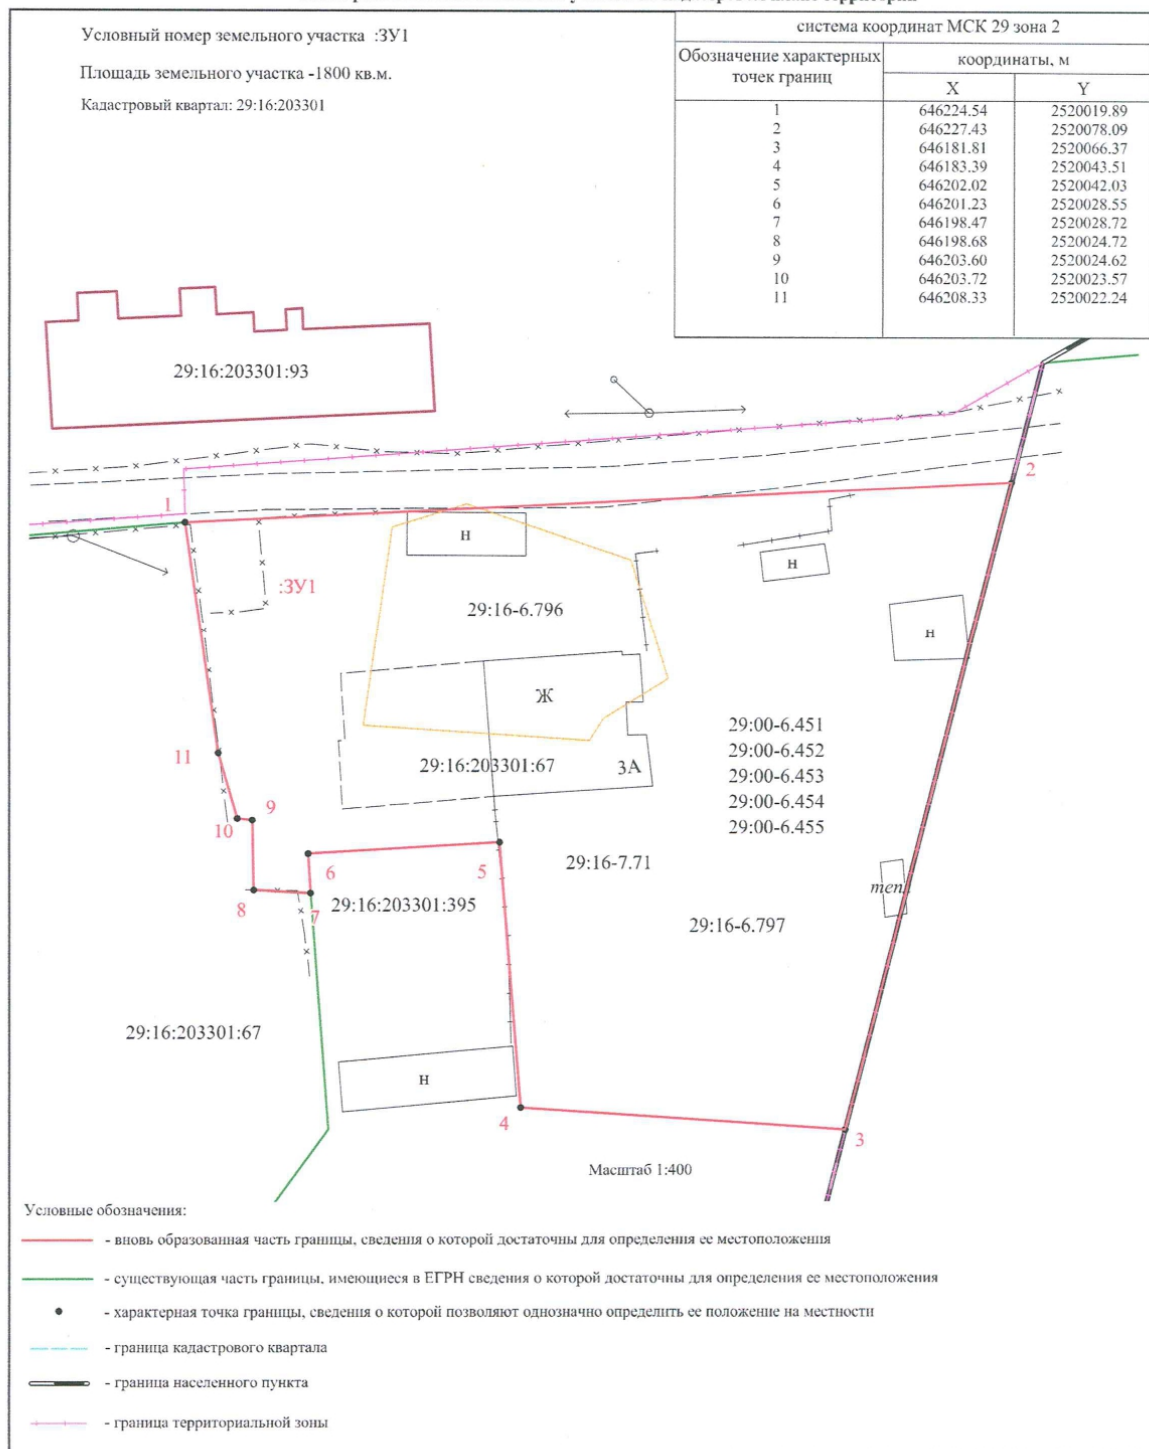 Условный номер земельного участка :ЗУ1
Площадь земельного участка -1800 кв.м.
Кадастровый квартал: 29:16:203301
система координат МСК 29 зона 2
Обозначение характерных точек границ
координаты, м
X Y
1 646224.54 2520019.89
2 646227.43 2520078.09
3 646181.81 2520066.37
4 646183.39 2520043.51
5 646202.02 2520042.03
6 646201.23 2520028.55
7 646198.47 2520028.72
8 646198.68 2520024.72
9 646203.60 2520024.62
10 646203.72 2520023.57
11 646208.33 2520022.24
29:16:203301:93
2
1
н
н
:ЗУ1
29:16-6.796
н
Ж
29:00-6.451
29:00-6.452
29:00-6.453
29:00-6.454
29:00-6.455
11
29:16:203301:67
3А
9
10
6
5
29:16-7.71
теп.
8
7
29:16:203301:395
29:16-6.797
29:16:203301:67
н
4
3
Масштаб 1:400
Условные обозначения:
- вновь образованная часть границы, сведения о которой достаточны для определения ее местоположения
- существующая часть границы, имеющиеся в ЕГРН сведения о которой достаточны для определения ее местоположения
- характерная точка границы, сведения о которой позволяют однозначно определить ее положение на местности
- граница кадастрового квартала
- граница населенного пункта
- граница территориальной зоны